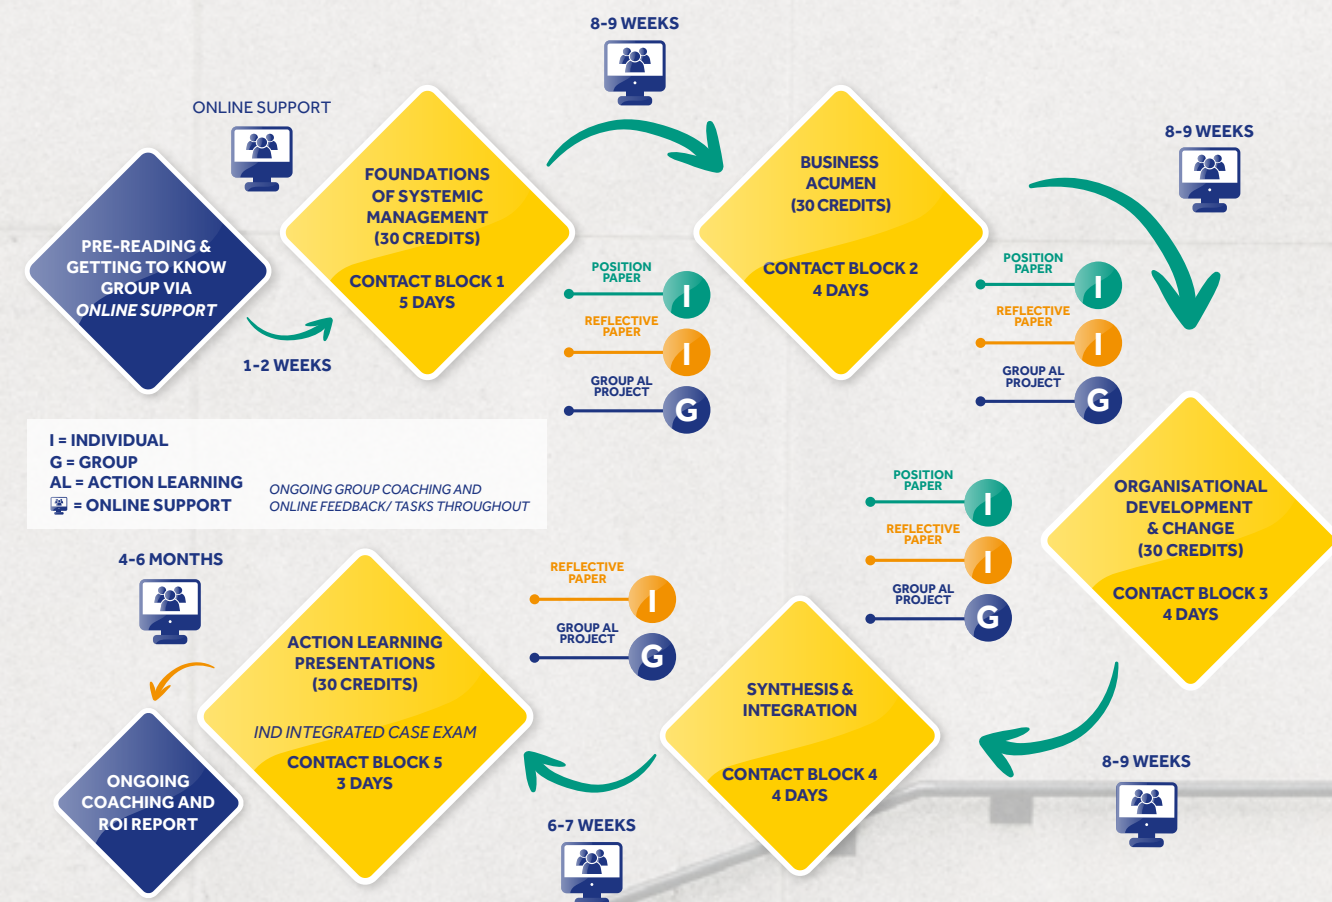 8-9 WEEKS
ONLINE SUPPORT
PRE-READING &
GETTING TO KNOW
GROUP VIA
ONLINE SUPPORT
1-2 WEEKS
FOUNDATIONS
OF SYSTEMIC
MANAGEMENT
(30 CREDITS)
CONTACT BLOCK 1
5 DAYS
POSITION
PAPER
I
REFLECTIVE
PAPER
I
GROUP AL
PROJECT
G
BUSINESS
ACUMEN
(30 CREDITS)
CONTACT BLOCK 2
4 DAYS
8-9 WEEKS
POSITION
PAPER
I
REFLECTIVE
PAPER
I
GROUP AL
PROJECT
G
I = INDIVIDUAL
G = GROUP
AL = ACTION LEARNING
= ONLINE SUPPORT
ONGOING GROUP COACHING AND
ONLINE FEEDBACK/ TASKS THROUGHOUT
ORGANISATIONAL
DEVELOPMENT
& CHANGE
(30 CREDITS)
CONTACT BLOCK 3
4 DAYS
POSITION
PAPER
I
REFLECTIVE
PAPER
I
GROUP AL
PROJECT
G
8-9 WEEKS
SYNTHESIS &
INTEGRATION
CONTACT BLOCK 4
4 DAYS
REFLECTIVE
PAPER
I
GROUP AL
PROJECT
G
6-7 WEEKS
ACTION LEARNING
PRESENTATIONS
(30 CREDITS)
IND INTEGRATED CASE EXAM
CONTACT BLOCK 5
3 DAYS
4-6 MONTHS
ONGOING
COACHING AND
ROI REPORT